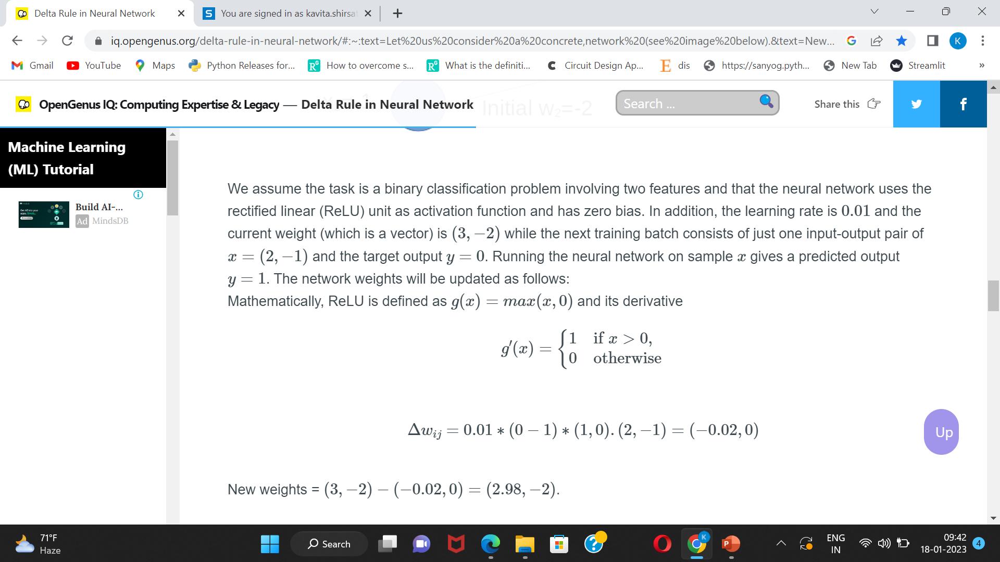 Delta Rule in Neural Network
S You are signed in as kavita.shirsa
iq.opengenus.org/delta-rule-in-neural-network/#:~:text=Let%20us%20consider%20a%20concrete,network%20(see%20image%20below).&text=New... K
Gmail YouTube Maps Python Releases for... How to overcome s... What is the definiti... Circuit Design Ap... dis https://sanyog.pyth... New Tab Streamlit »
OpenGenus IQ: Computing Expertise & Legacy — Delta Rule in Neural Network
Initial w₂=-2
Search ...
Share this
Machine Learning
(ML) Tutorial
Build AI-...
Ad MindsDB
We assume the task is a binary classification problem involving two features and that the neural network uses the
rectified linear (ReLU) unit as activation function and has zero bias. In addition, the learning rate is 0.01 and the
current weight (which is a vector) is (3, −2) while the next training batch consists of just one input-output pair of
x = (2, −1) and the target output y = 0. Running the neural network on sample x gives a predicted output
y = 1. The network weights will be updated as follows:
Mathematically, ReLU is defined as g(x) = max(x, 0) and its derivative
g′(x) = { 1 if x > 0,
0 otherwise
Δw_ij = 0.01 ∗ (0 − 1) ∗ (1, 0). (2, −1) = (−0.02, 0)
Up
New weights = (3, −2) − (−0.02, 0) = (2.98, −2).
71°F
Haze
Search
ENG
IN
09:42
18-01-2023
4